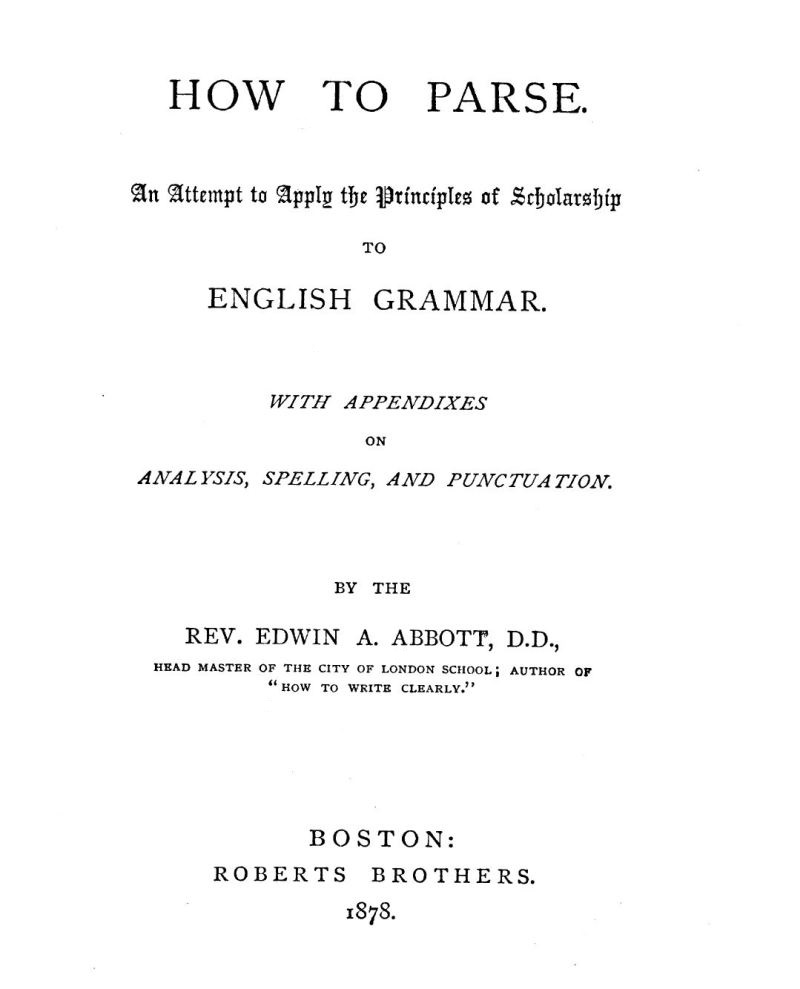 HOW TO PARSE.
An Attempt to Apply the Principles of Scholarship
TO
ENGLISH GRAMMAR.
WITH APPENDIXES
ON
ANALYSIS, SPELLING, AND PUNCTUATION.
BY THE
REV. EDWIN A. ABBOTT, D.D.,
HEAD MASTER OF THE CITY OF LONDON SCHOOL; AUTHOR OF
"HOW TO WRITE CLEARLY."
BOSTON:
ROBERTS BROTHERS.
1878.